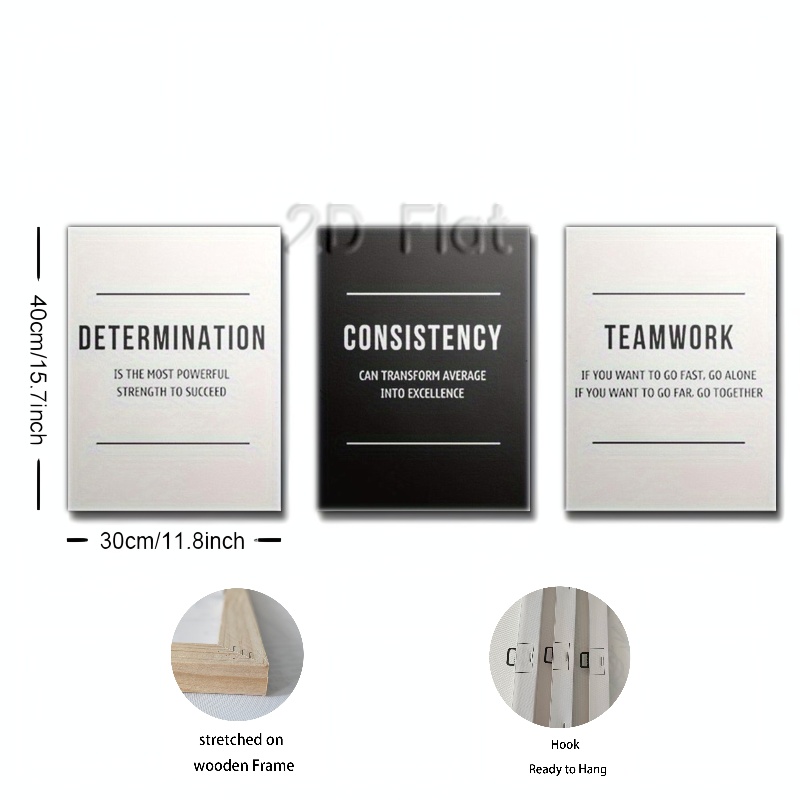 2D Flat
DETERMINATION
IS THE MOST POWERFUL
STRENGTH TO SUCCEED
CONSISTENCY
CAN TRANSFORM AVERAGE
INTO EXCELLENCE
TEAMWORK
IF YOU WANT TO GO FAST, GO ALONE
IF YOU WANT TO GO FAR, GO TOGETHER
40cm/15.7inch
30cm/11.8inch
stretched on
wooden Frame
Hook
Ready to Hang